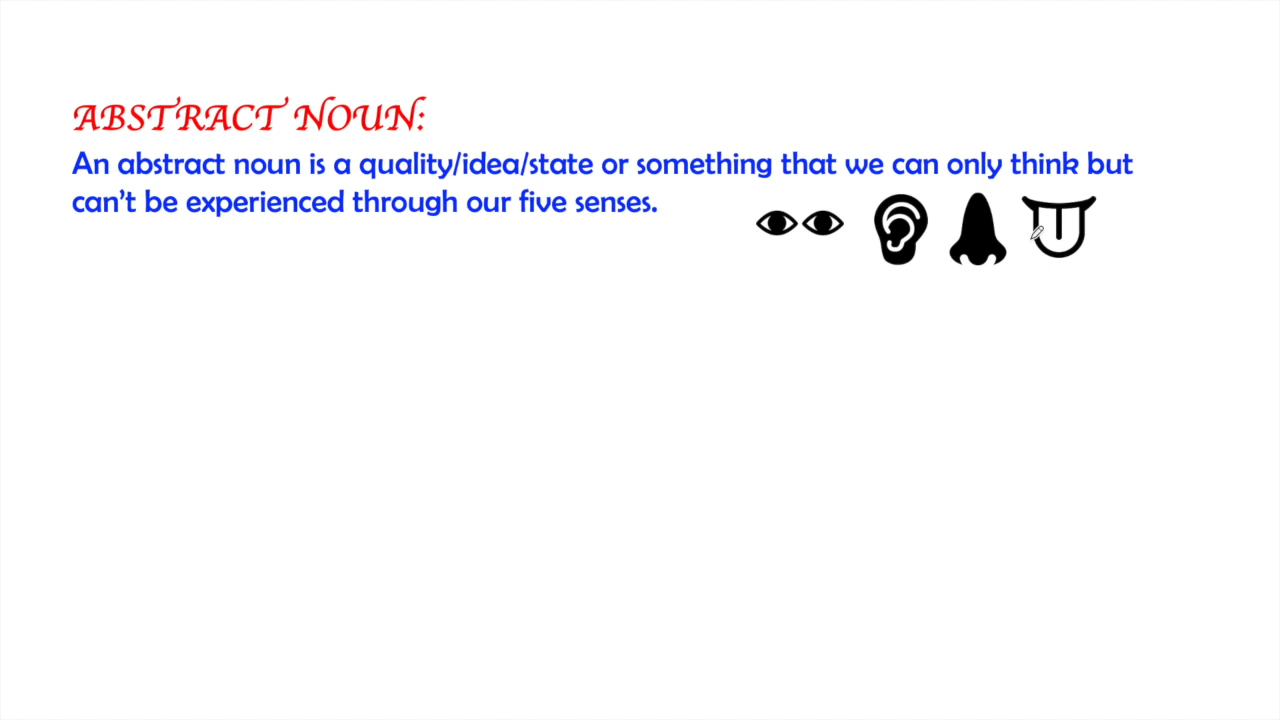 ABSTRACT NOUN:
An abstract noun is a quality/idea/state or something that we can only think but
can’t be experienced through our five senses.